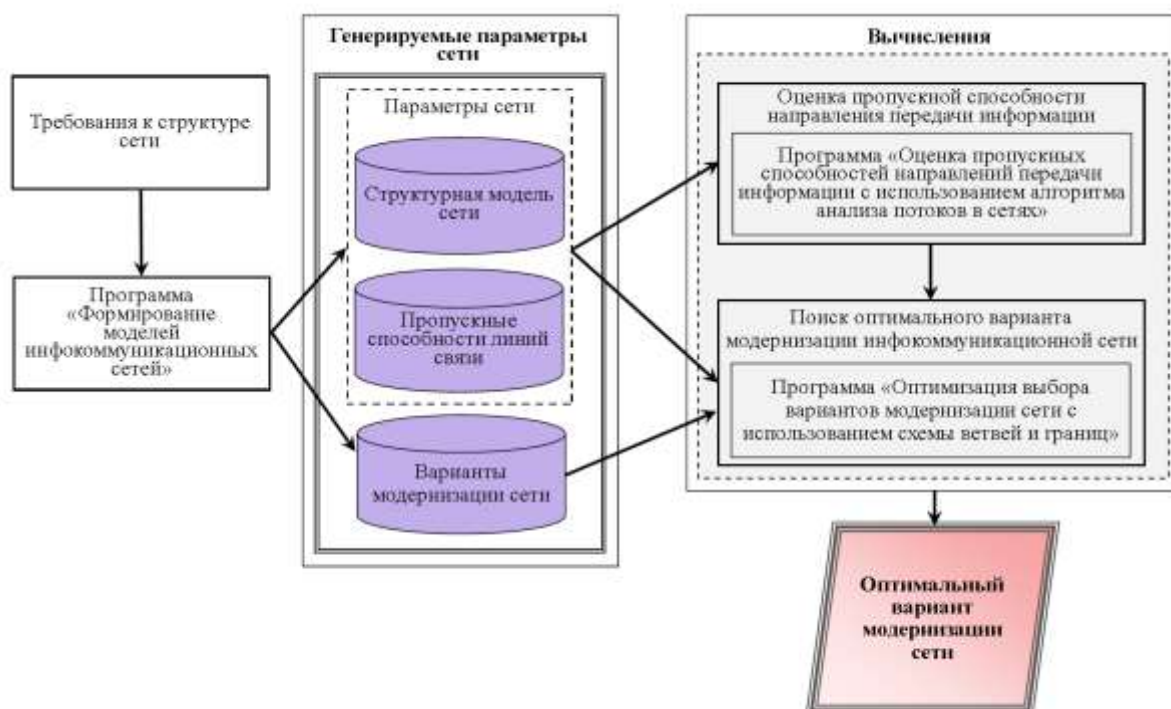 Требования к структуре
сети
Программа
«Формирование
моделей
инфокоммуникационных
сетей»
Генерируемые параметры
сети
Параметры сети
Структурная модель
сети
Пропускные
способности линий
связи
Варианты
модернизации сети
Вычисления
Оценка пропускной способности
направления передачи информации
Программа «Оценка пропускных
способностей направлений передачи
информации с использованием алгоритма
анализа потоков в сетях»
Поиск оптимального варианта
модернизации инфокоммуникационной сети
Программа «Оптимизация выбора
вариантов модернизации сети с
использованием схемы ветвей и границ»
Оптимальный
вариант
модернизации
сети